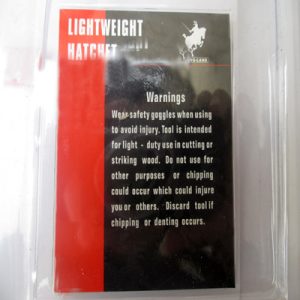 LIGHTWEIGHT
HATCHET
Warnings
Wear safety goggles when using
to avoid injury. Tool is intended
for light - duty use in cutting or
striking wood. Do not use for
other purposes or chipping
could occur which could injure
you or others. Discard tool if
chipping or denting occurs.